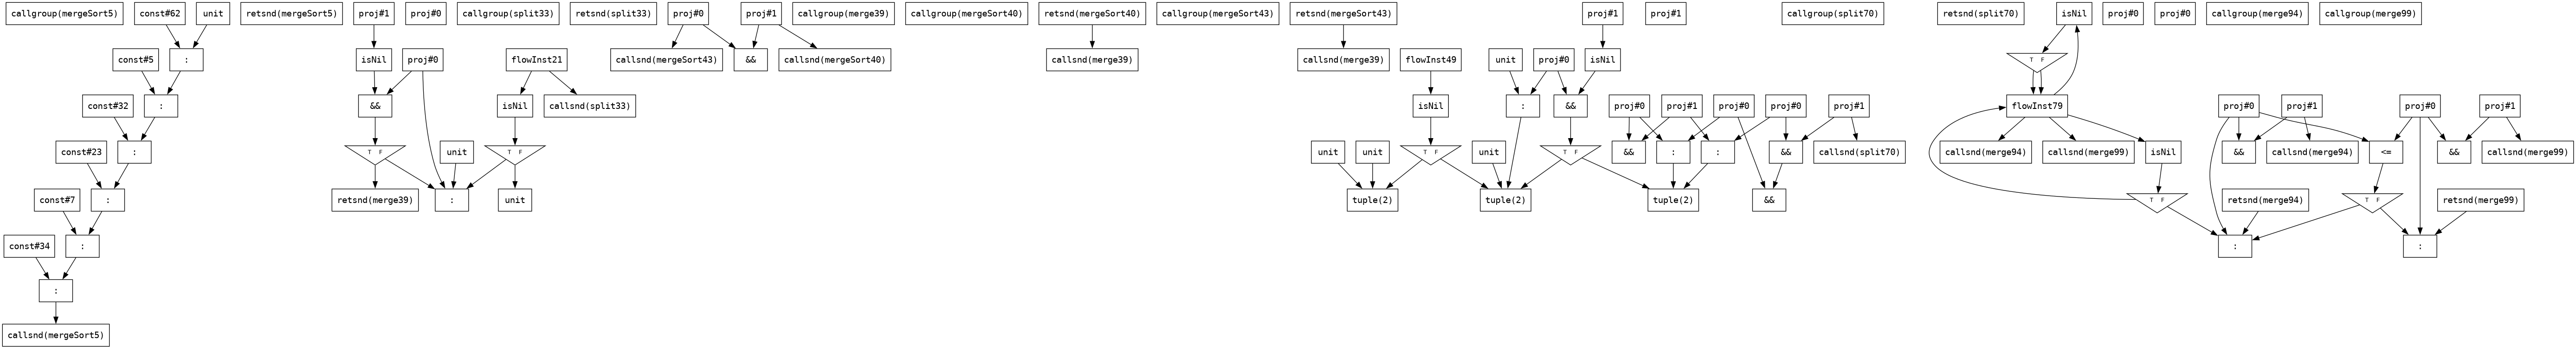 callgroup(mergeSort5) const#62 unit retsnd(mergeSort5) proj#1 proj#0 callgroup(split33) retsnd(split33) proj#0 proj#1 callgroup(merge39) callgroup(mergeSort40) retsnd(mergeSort40) callgroup(mergeSort43) retsnd(mergeSort43) proj#1 proj#1 callgroup(split70) retsnd(split70) isNil proj#0 proj#0 callgroup(merge94) callgroup(merge99)
const#5 : isNil proj#0 flowInst21 callsnd(mergeSort43) && callsnd(mergeSort40) callsnd(merge39) callsnd(merge39) flowInst49 unit proj#0 isNil T F
const#32 : && isNil callsnd(split33) isNil : && proj#0 proj#1 proj#0 proj#0 proj#1 flowInst79 proj#0 proj#1 proj#0 proj#1
const#23 : T F unit T F unit unit T F unit T F && : : && callsnd(split70) callsnd(merge94) callsnd(merge99) isNil && callsnd(merge94) <= && callsnd(merge99)
const#7 : retsnd(merge39) : unit tuple(2) tuple(2) tuple(2) && T F retsnd(merge94) T F retsnd(merge99)
const#34 : : :
:
callsnd(mergeSort5)